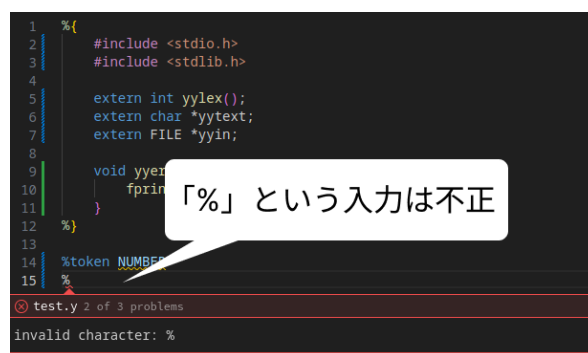 1 %{
2 #include <stdio.h>
3 #include <stdlib.h>
4
5 extern int yylex();
6 extern char *yytext;
7 extern FILE *yyin;
8
9 void yyer
10 fprin
11 }
12 %}
13
14 %token NUMBER
15 %
「%」という入力は不正
test.y 2 of 3 problems
invalid character: %